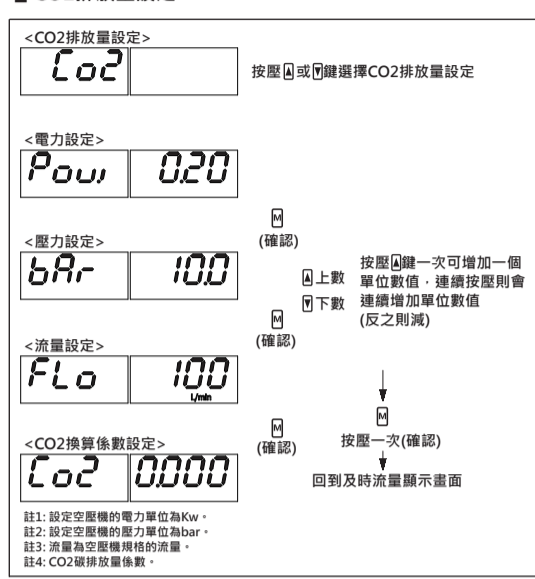 <CO2排放量設定>
Co2
按壓▲或▼鍵選擇CO2排放量設定
<電力設定>
Pow 0.20
M
(確認)
<壓力設定>
bAr 10.0
▲上數
▼下數
按壓▲鍵一次可增加一個
單位數值，連續按壓則會
連續增加單位數值
(反之則減)
M
(確認)
<流量設定>
FLo 100
L/min
M
(確認)
M
按壓一次(確認)
回到及時流量顯示畫面
<CO2換算係數設定>
Co2 0.000
註1: 設定空壓機的電力單位為Kw。
註2: 設定空壓機的壓力單位為bar。
註3: 流量為空壓機規格的流量。
註4: CO2碳排放量係數。